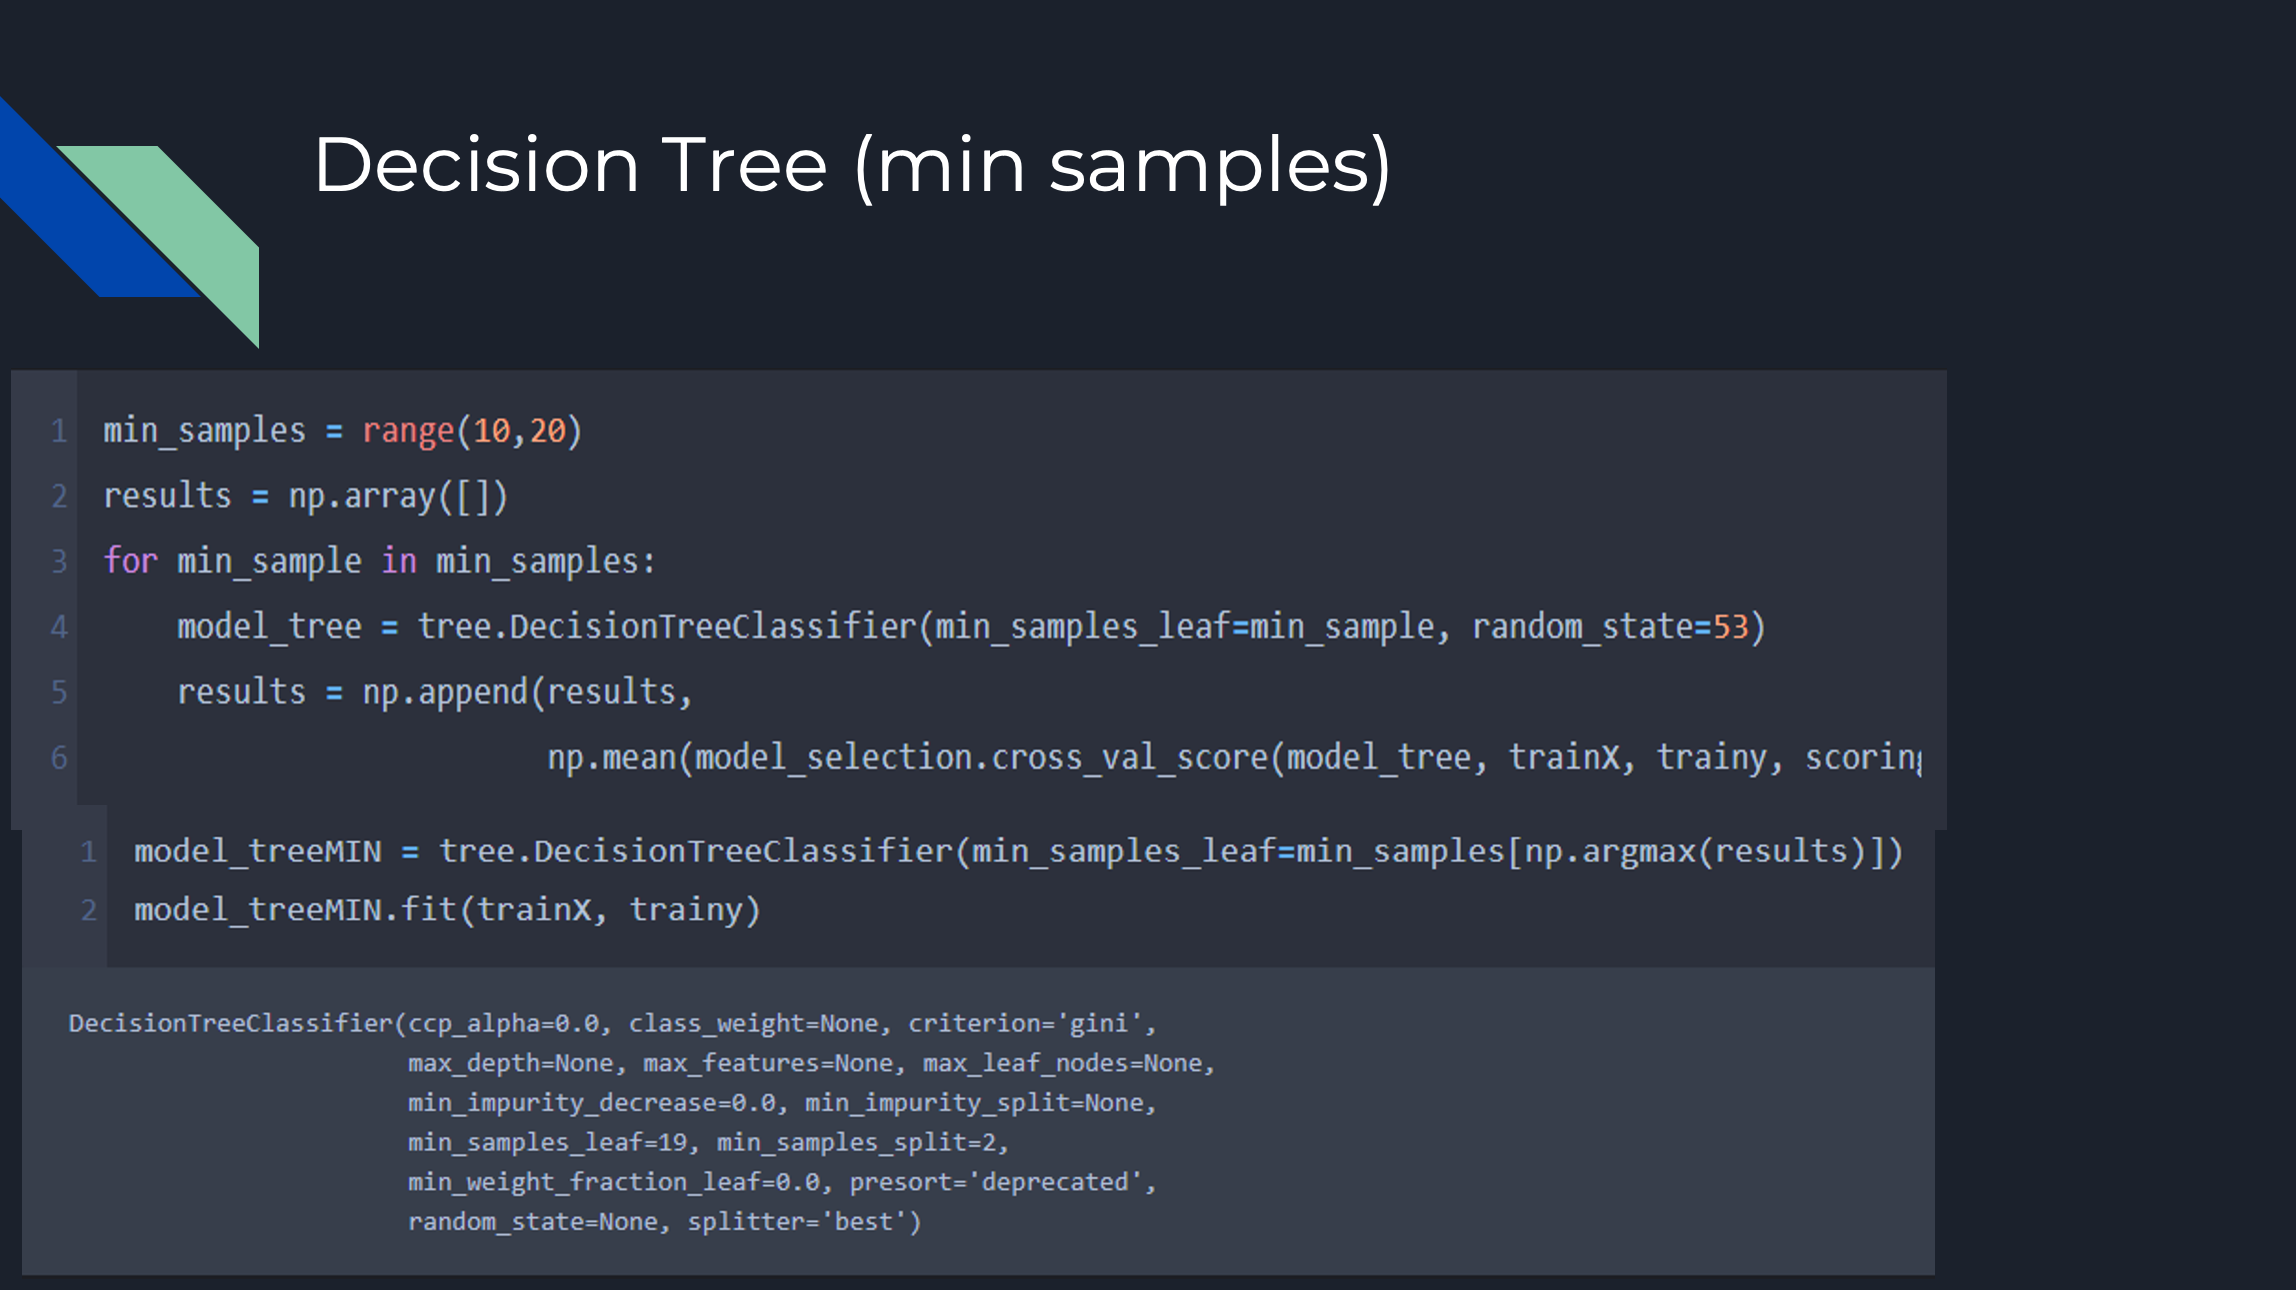 Decision Tree (min samples)
1 min_samples = range(10,20)
2 results = np.array([])
3 for min_sample in min_samples:
4     model_tree = tree.DecisionTreeClassifier(min_samples_leaf=min_sample, random_state=53)
5     results = np.append(results,
6                         np.mean(model_selection.cross_val_score(model_tree, trainX, trainy, scoring
1 model_treeMIN = tree.DecisionTreeClassifier(min_samples_leaf=min_samples[np.argmax(results)])
2 model_treeMIN.fit(trainX, trainy)
DecisionTreeClassifier(ccp_alpha=0.0, class_weight=None, criterion='gini',
                       max_depth=None, max_features=None, max_leaf_nodes=None,
                       min_impurity_decrease=0.0, min_impurity_split=None,
                       min_samples_leaf=19, min_samples_split=2,
                       min_weight_fraction_leaf=0.0, presort='deprecated',
                       random_state=None, splitter='best')